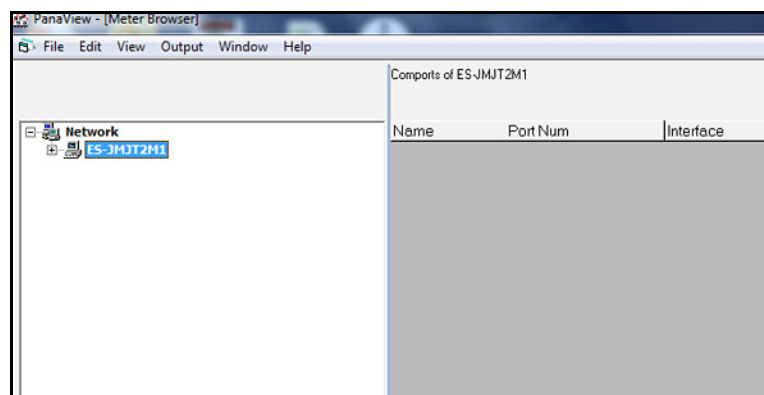 PanaView - [Meter Browser]
File Edit View Output Window Help
Comports of ES-JMJT2M1
Network
ES-JMJT2M1
Name Port Num Interface